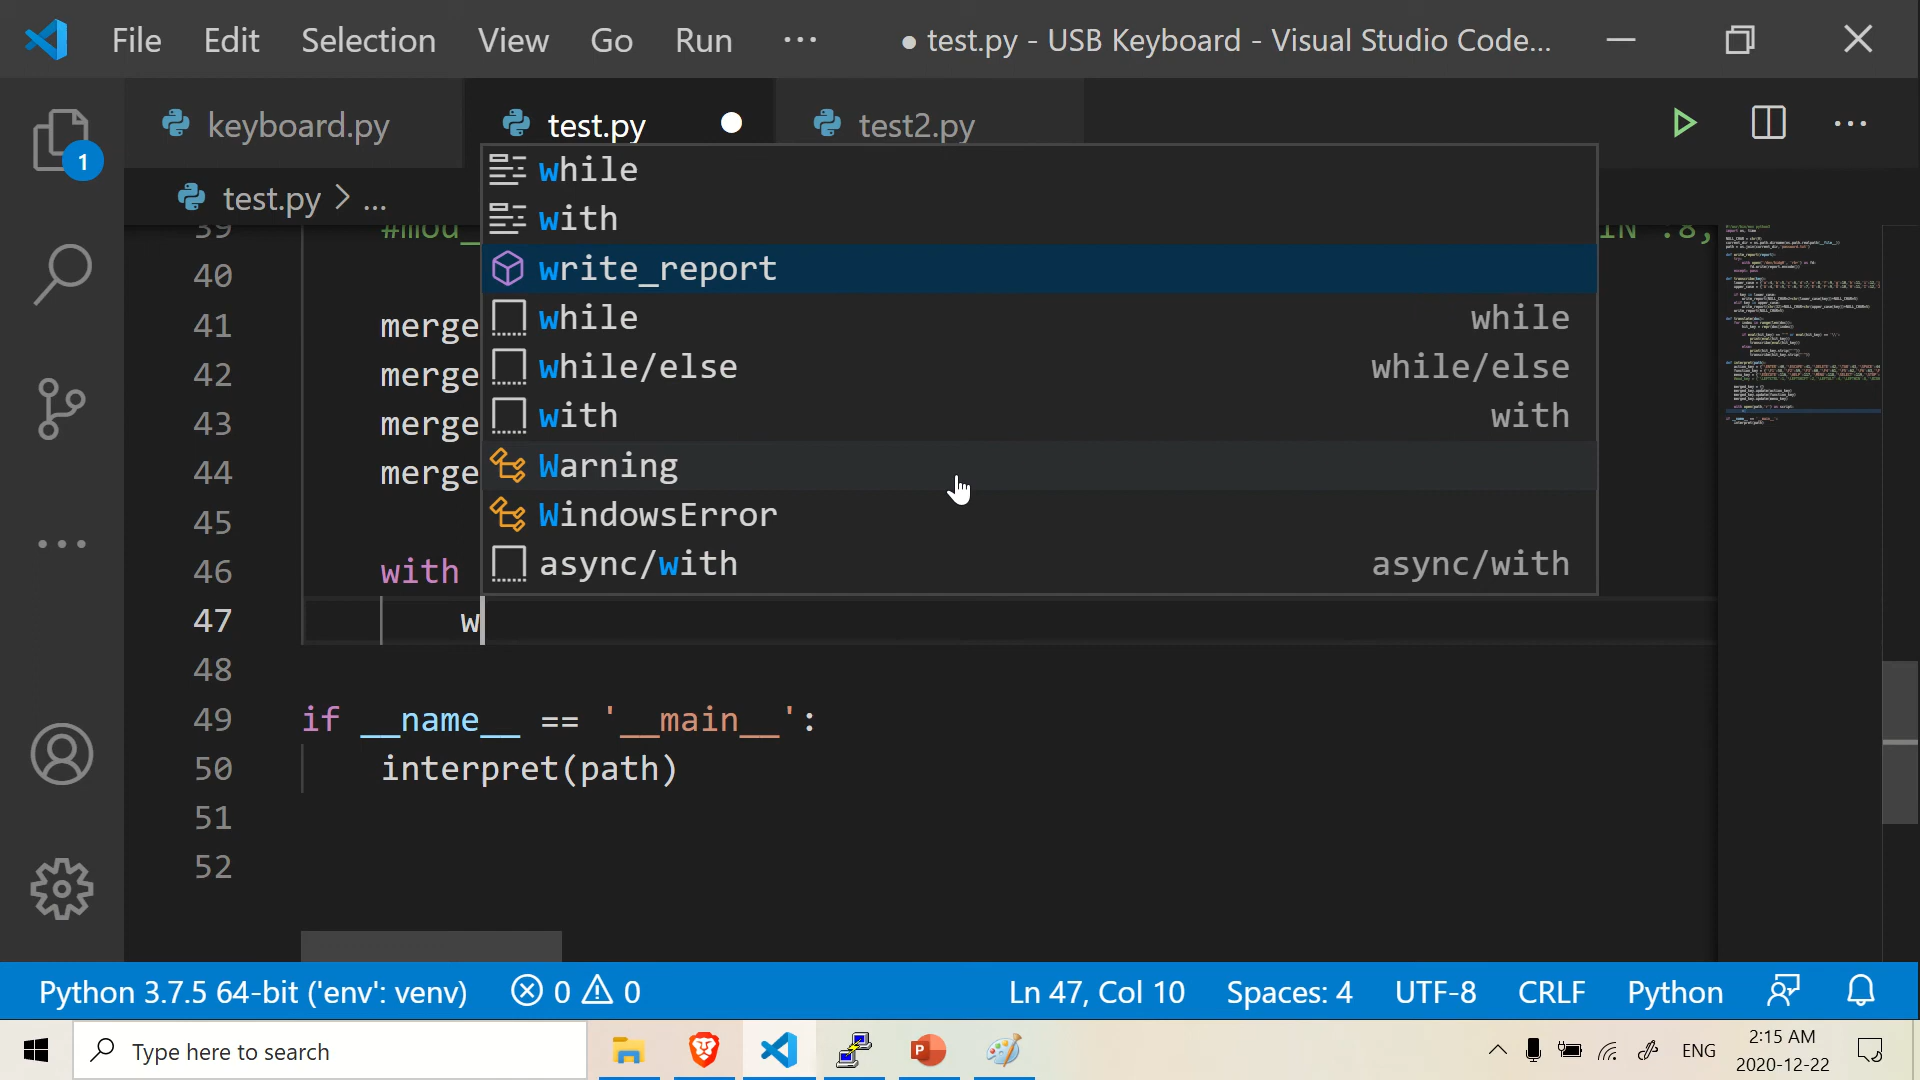 File Edit Selection View Go Run ··· ● test.py - USB Keyboard - Visual Studio Code...
keyboard.py test.py test2.py
test.py > ...
while
with
write_report
while while
while/else while/else
with with
Warning
WindowsError
async/with async/with
39 #mod_ IN :8,
40
41 merge
42 merge
43 merge
44 merge
45
46 with
47 w
48
49 if __name__ == '__main__':
50 interpret(path)
51
52
1
Python 3.7.5 64-bit ('env': venv) 0 0 Ln 47, Col 10 Spaces: 4 UTF-8 CRLF Python
Type here to search ENG 2:15 AM
2020-12-22